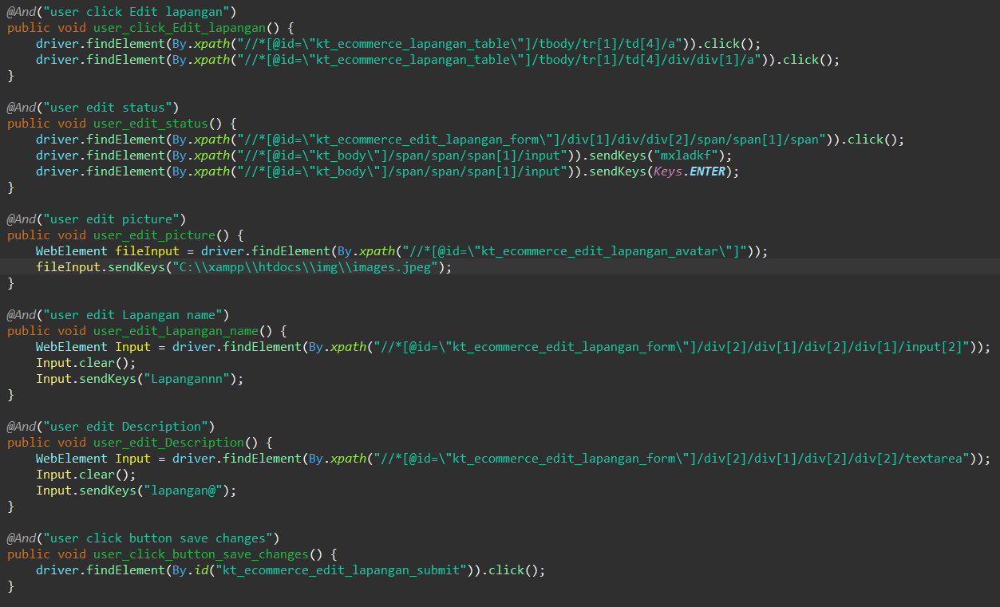 @And("user click Edit lapangan")
public void user_click_Edit_lapangan() {
    driver.findElement(By.xpath("//*[@id=\"kt_ecommerce_lapangan_table\"]/tbody/tr[1]/td[4]/a")).click();
    driver.findElement(By.xpath("//*[@id=\"kt_ecommerce_lapangan_table\"]/tbody/tr[1]/td[4]/div/div[1]/a")).click();
}

@And("user edit status")
public void user_edit_status() {
    driver.findElement(By.xpath("//*[@id=\"kt_ecommerce_edit_lapangan_form\"]/div[1]/div/div[2]/span/span[1]/span")).click();
    driver.findElement(By.xpath("//*[@id=\"kt_body\"]/span/span/span[1]/input")).sendKeys("mxladkf");
    driver.findElement(By.xpath("//*[@id=\"kt_body\"]/span/span/span[1]/input")).sendKeys(Keys.ENTER);
}

@And("user edit picture")
public void user_edit_picture() {
    WebElement fileInput = driver.findElement(By.xpath("//*[@id=\"kt_ecommerce_edit_lapangan_avatar\"]"));
    fileInput.sendKeys("C:\\xampp\\htdocs\\img\\images.jpeg");
}

@And("user edit Lapangan name")
public void user_edit_Lapangan_name() {
    WebElement Input = driver.findElement(By.xpath("//*[@id=\"kt_ecommerce_edit_lapangan_form\"]/div[2]/div[1]/div[2]/div[1]/input[2]"));
    Input.clear();
    Input.sendKeys("Lapangannn");
}

@And("user edit Description")
public void user_edit_Description() {
    WebElement Input = driver.findElement(By.xpath("//*[@id=\"kt_ecommerce_edit_lapangan_form\"]/div[2]/div[1]/div[2]/div[2]/textarea"));
    Input.clear();
    Input.sendKeys("lapangan@");
}

@And("user click button save changes")
public void user_click_button_save_changes() {
    driver.findElement(By.id("kt_ecommerce_edit_lapangan_submit")).click();
}